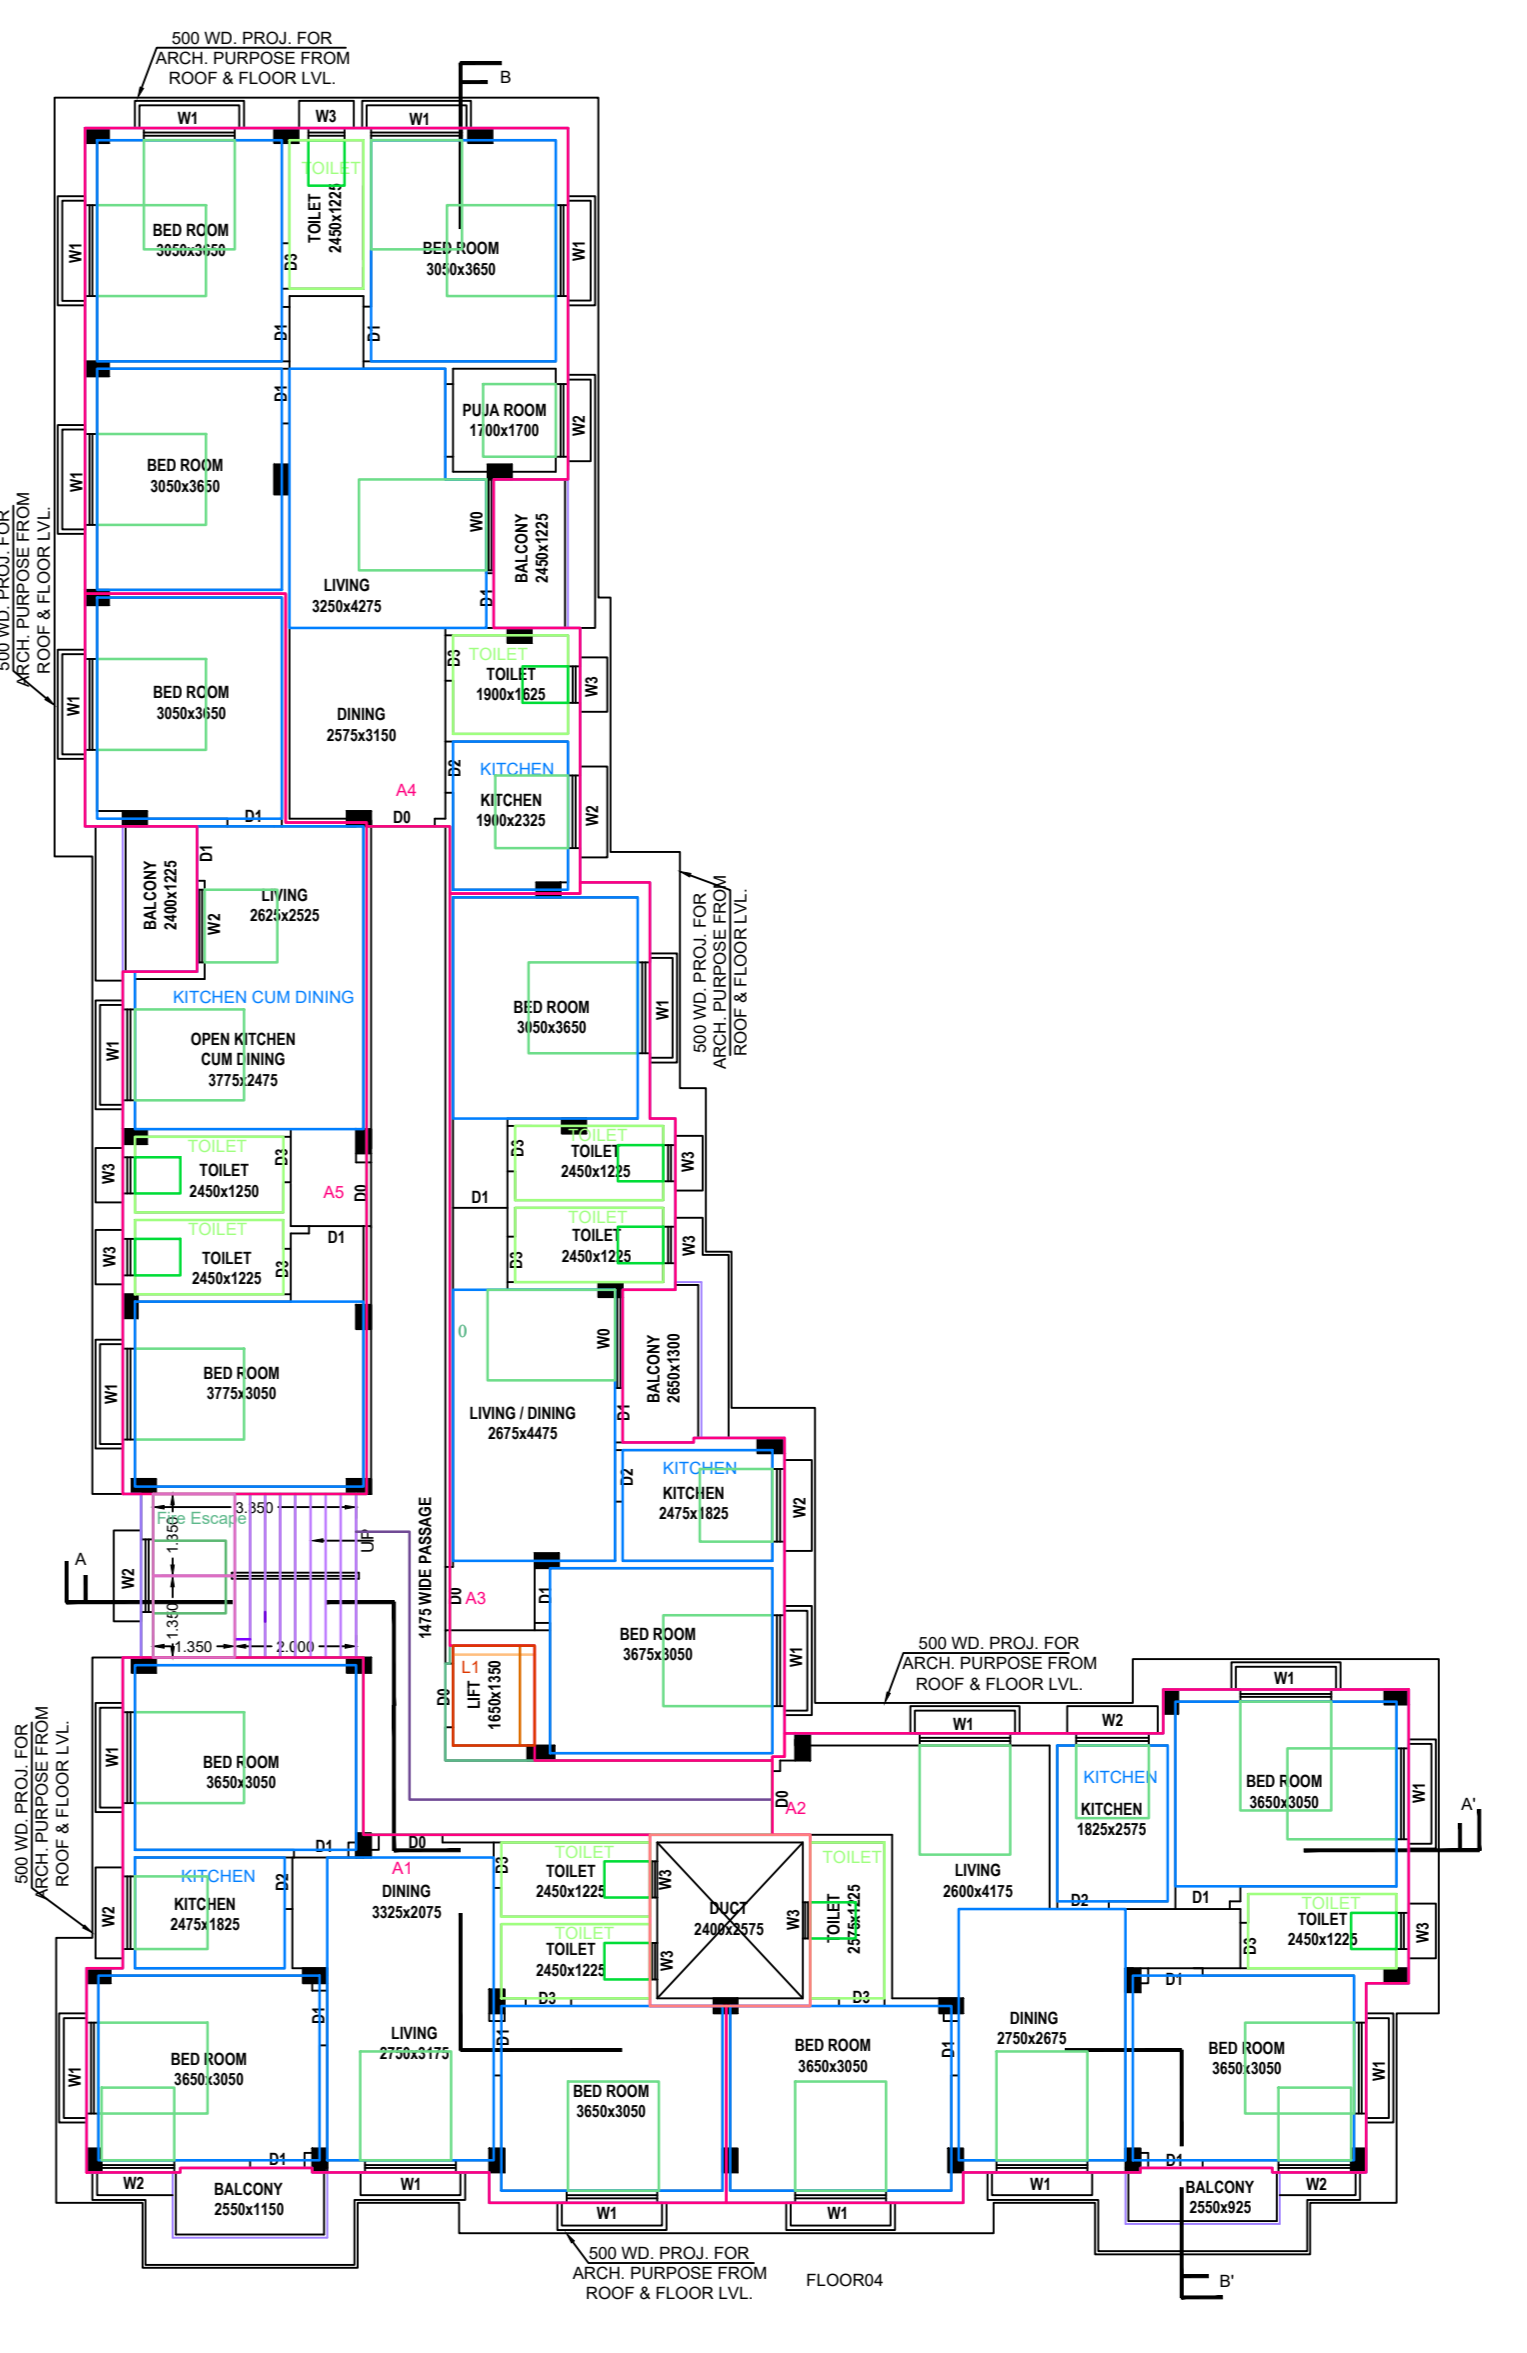 500 WD. PROJ. FOR
ARCH. PURPOSE FROM
ROOF & FLOOR LVL.
B
W1
W3
W1
TOILET
TOILET
2450x1225
BED ROOM
3050x3650
BED ROOM
3050x3650
W1
W1
D3
D1
D1
D1
PUJA ROOM
1700x1700
W2
BED ROOM
3050x3650
W1
500 WD. PROJ. FOR
ARCH. PURPOSE FROM
ROOF & FLOOR LVL.
W0
BALCONY
2450x1225
LIVING
3250x4275
D1
TOILET
TOILET
1900x1625
D3
W3
BED ROOM
3050x3650
W1
DINING
2575x3150
A4
D0
D1
D2
KITCHEN
KITCHEN
1900x2325
W2
BALCONY
2400x1225
D1
W2
LIVING
2625x2525
500 WD. PROJ. FOR
ARCH. PURPOSE FROM
ROOF & FLOOR LVL.
KITCHEN CUM DINING
OPEN KITCHEN
CUM DINING
3775x2475
W1
BED ROOM
3050x3650
W1
TOILET
TOILET
2450x1250
D3
W3
A5
D0
TOILET
TOILET
2450x1225
D3
W3
D1
TOILET
TOILET
2450x1225
D3
W3
D1
TOILET
TOILET
2450x1225
D3
W3
D1
BED ROOM
3775x3050
W1
0
W0
BALCONY
2650x1300
LIVING / DINING
2675x4475
D1
KITCHEN
KITCHEN
2475x1825
D2
W2
3.350
Fire Escape
1.350
UP
A
W2
1.350
1.350
2.000
1475 WIDE PASSAGE
D0
A3
D1
BED ROOM
3675x3050
W1
L1
LIFT
1650x1350
D0
500 WD. PROJ. FOR
ARCH. PURPOSE FROM
ROOF & FLOOR LVL.
W1
W1
W2
500 WD. PROJ. FOR
ARCH. PURPOSE FROM
ROOF & FLOOR LVL.
W1
BED ROOM
3650x3050
D1
D0
D0
A2
KITCHEN
KITCHEN
1825x2575
BED ROOM
3650x3050
W1
A'
A1
DINING
3325x2075
KITCHEN
KITCHEN
2475x1825
D2
W2
TOILET
TOILET
2450x1225
D3
W3
TOILET
TOILET
2450x1225
W3
D3
DUCT
2400x2575
W3
TOILET
TOILET
2575x1225
D3
LIVING
2600x4175
D2
D1
TOILET
TOILET
2450x1225
D3
W3
D1
D1
LIVING
2750x3175
BED ROOM
3650x3050
W1
D1
BED ROOM
3650x3050
BED ROOM
3650x3050
D1
DINING
2750x2675
BED ROOM
3650x3050
W1
D1
D1
W2
BALCONY
2550x1150
W1
W1
W1
W1
BALCONY
2550x925
W2
500 WD. PROJ. FOR
ARCH. PURPOSE FROM
ROOF & FLOOR LVL.
FLOOR04
B'